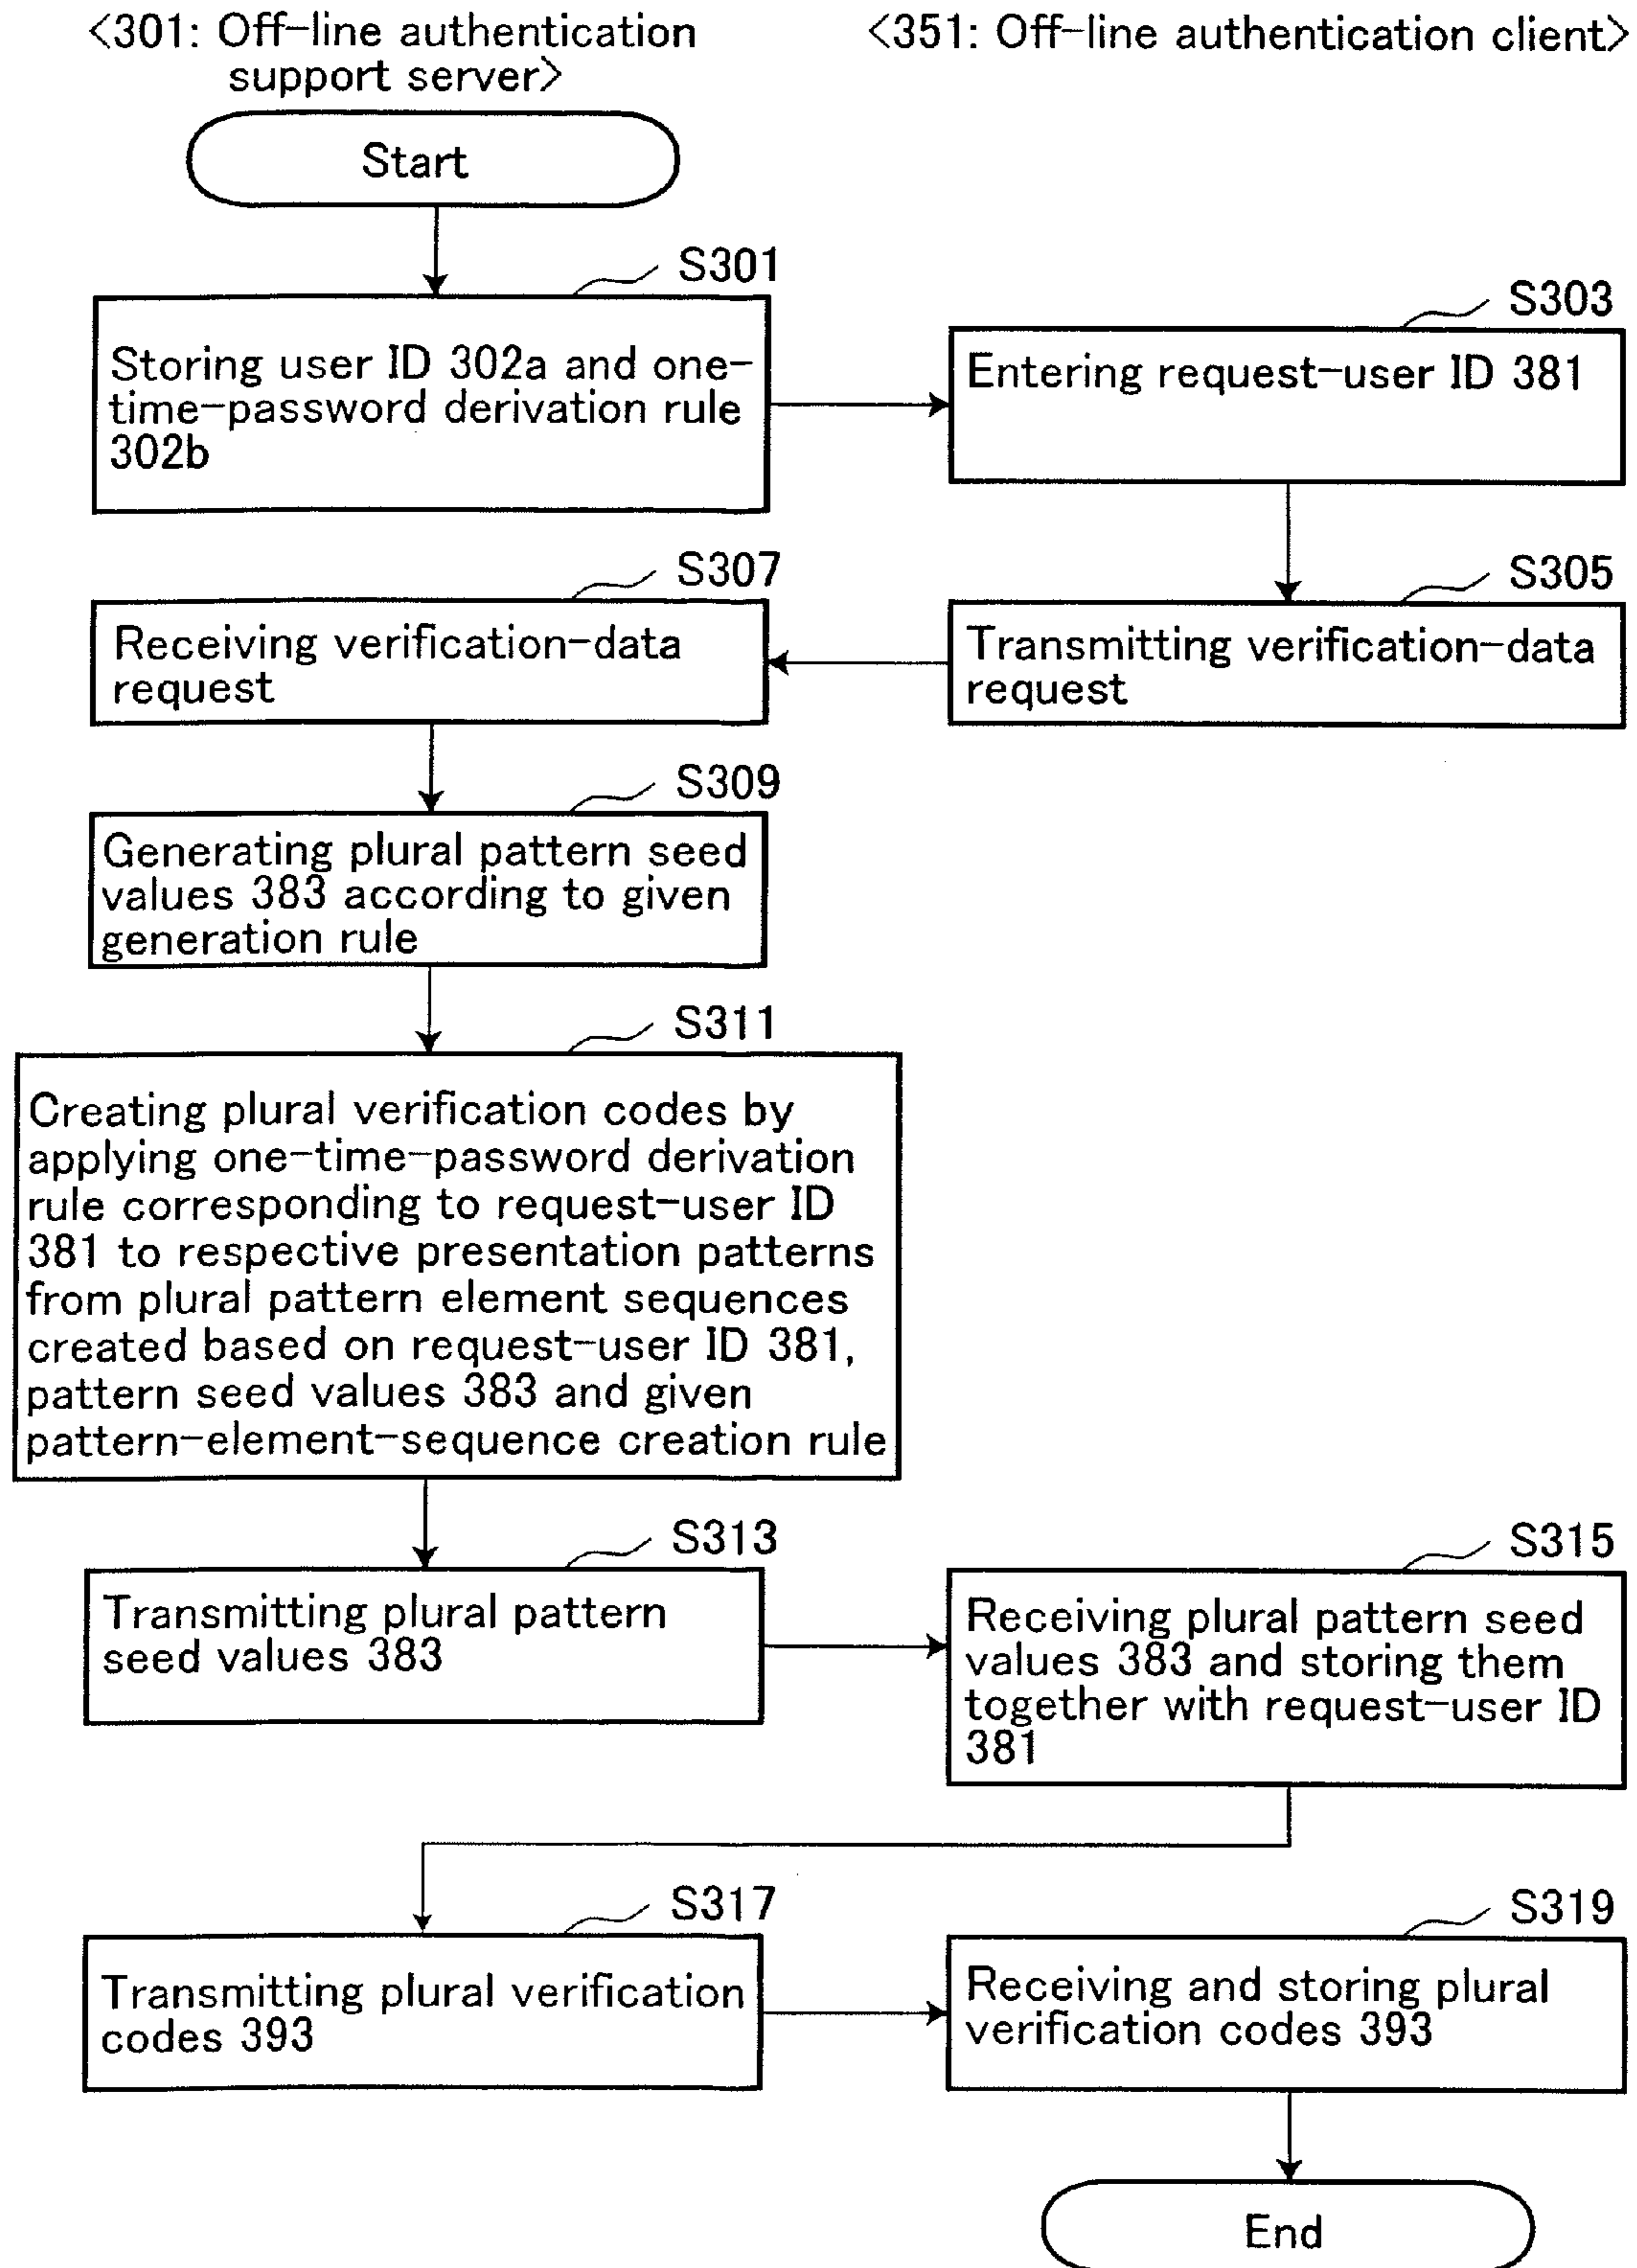 <301: Off-line authentication
support server>
<351: Off-line authentication client>
Start
S301
Storing user ID 302a and one-
time-password derivation rule
302b
S303
Entering request-user ID 381
S305
Transmitting verification-data
request
S307
Receiving verification-data
request
S309
Generating plural pattern seed
values 383 according to given
generation rule
S311
Creating plural verification codes by
applying one-time-password derivation
rule corresponding to request-user ID
381 to respective presentation patterns
from plural pattern element sequences
created based on request-user ID 381,
pattern seed values 383 and given
pattern-element-sequence creation rule
S313
Transmitting plural pattern
seed values 383
S315
Receiving plural pattern seed
values 383 and storing them
together with request-user ID
381
S317
Transmitting plural verification
codes 393
S319
Receiving and storing plural
verification codes 393
End